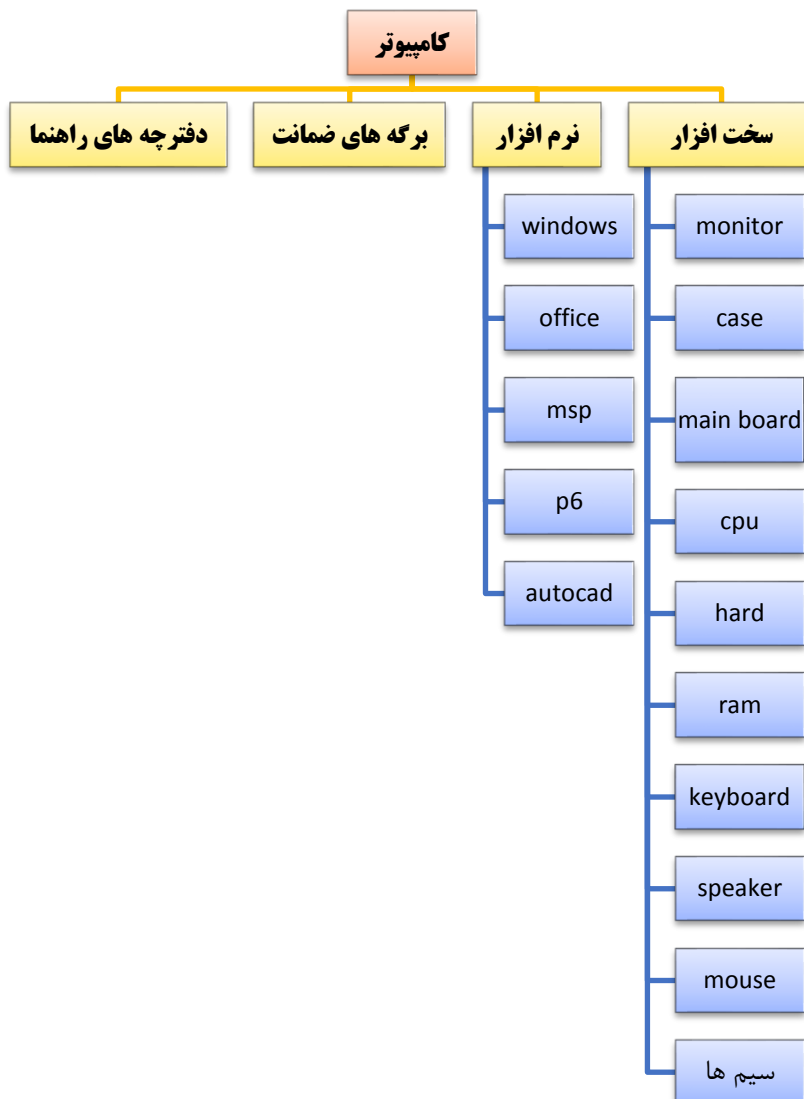 کامپیوتر
سخت افزار
نرم افزار
برگه های ضمانت
دفترچه های راهنما
monitor
case
main board
cpu
hard
ram
keyboard
speaker
mouse
سیم ها
windows
office
msp
p6
autocad